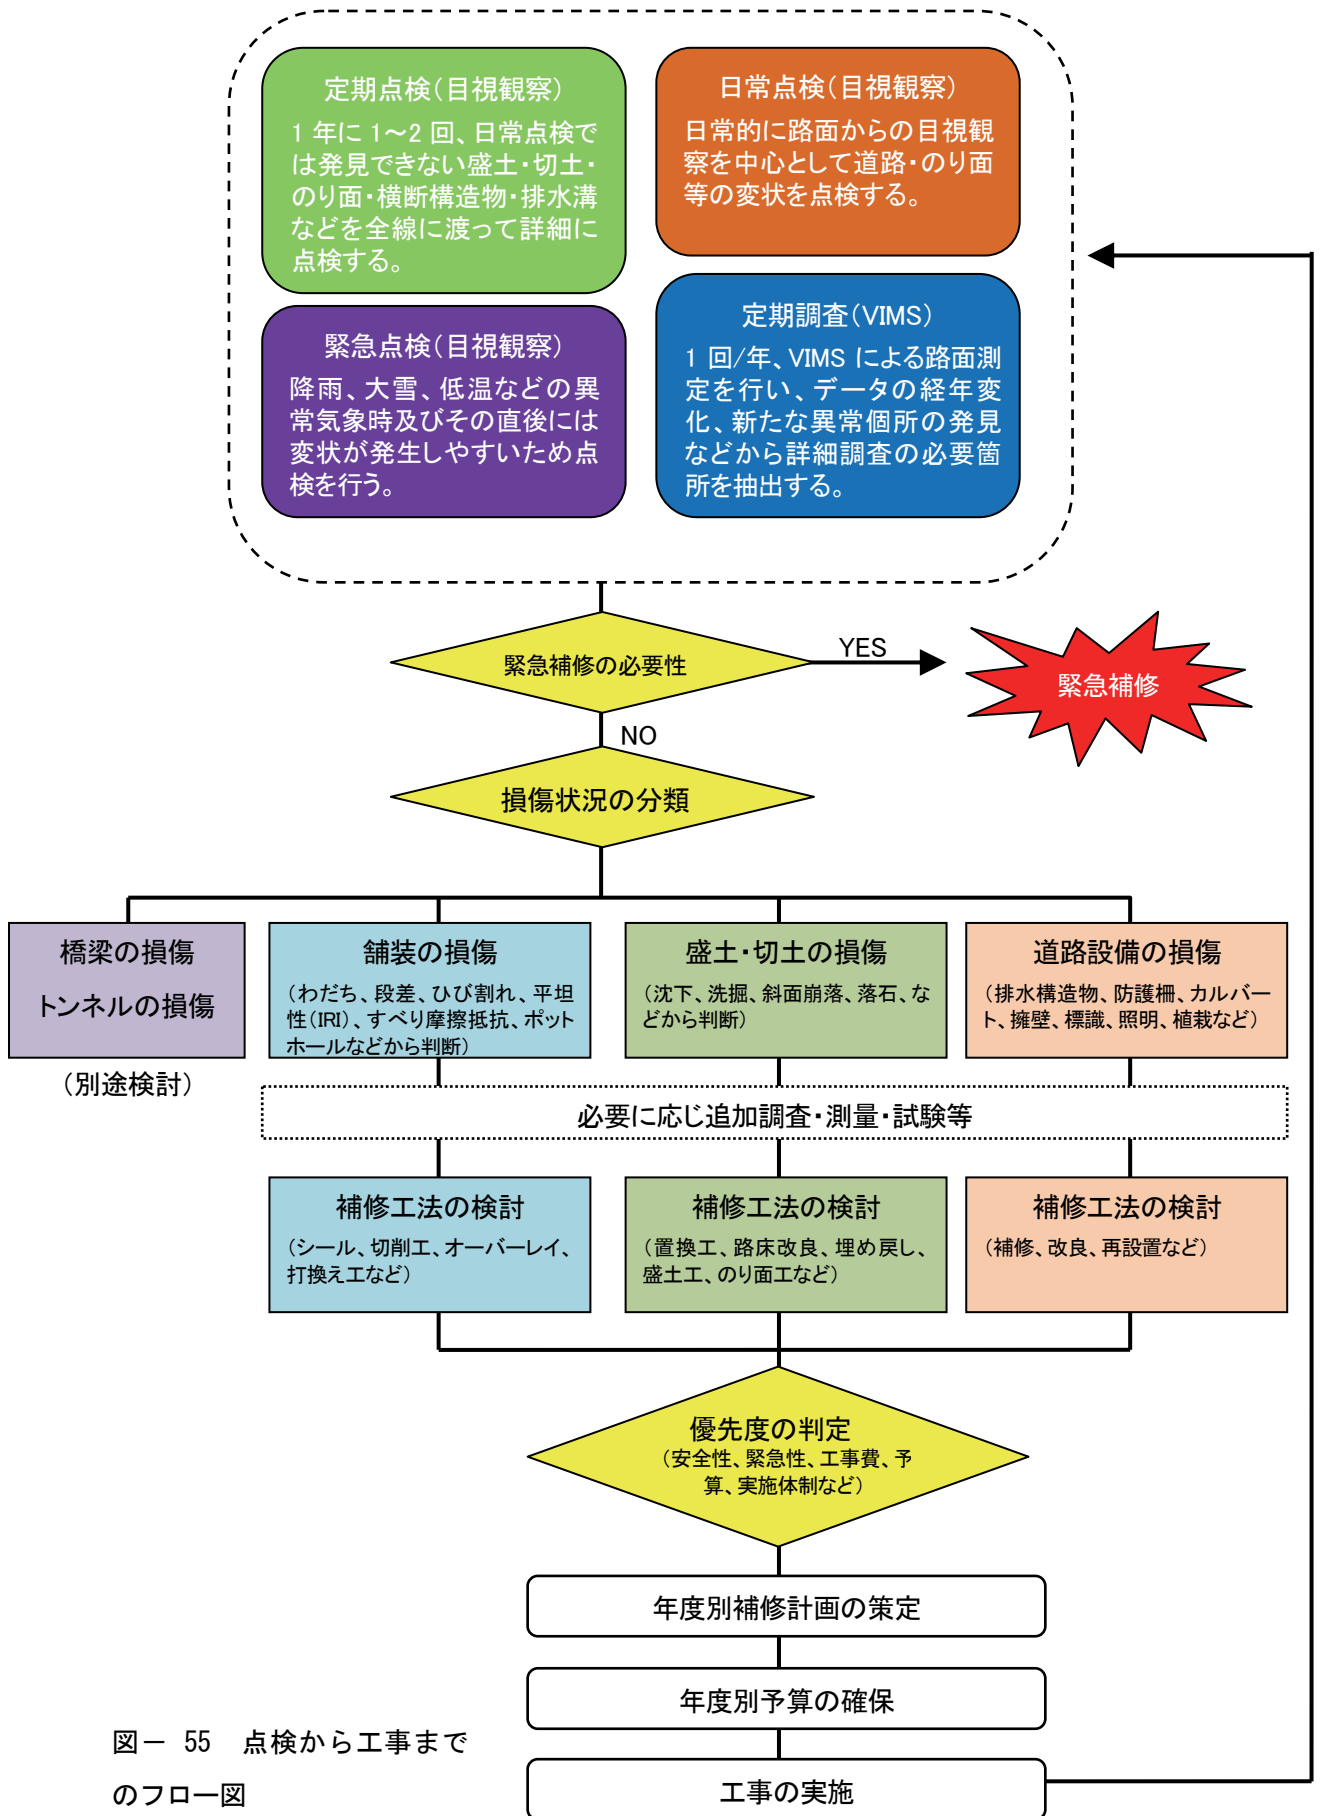 定期点検(目視観察)
1 年に 1～2 回、日常点検で
は発見できない盛土・切土・
のり面・横断構造物・排水溝
などを全線に渡って詳細に
点検する。
日常点検(目視観察)
日常的に路面からの目視観
察を中心として道路・のり面
等の変状を点検する。
緊急点検(目視観察)
降雨、大雪、低温などの異
常気象時及びその直後には
変状が発生しやすいため点
検を行う。
定期調査(VIMS)
1 回/年、VIMS による路面測
定を行い、データの経年変
化、新たな異常個所の発見
などから詳細調査の必要箇
所を抽出する。
緊急補修の必要性
YES
緊急補修
NO
損傷状況の分類
橋梁の損傷
トンネルの損傷
(別途検討)
舗装の損傷
(わだち、段差、ひび割れ、平坦
性(IRI)、すべり摩擦抵抗、ポット
ホールなどから判断)
盛土・切土の損傷
(沈下、洗掘、斜面崩落、落石、な
どから判断)
道路設備の損傷
(排水構造物、防護柵、カルバー
ト、擁壁、標識、照明、植栽など)
必要に応じ追加調査・測量・試験等
補修工法の検討
(シール、切削工、オーバーレイ、
打換え工など)
補修工法の検討
(置換工、路床改良、埋め戻し、
盛土工、のり面工など)
補修工法の検討
(補修、改良、再設置など)
優先度の判定
(安全性、緊急性、工事費、予
算、実施体制など)
年度別補修計画の策定
年度別予算の確保
工事の実施
図－ 55　点検から工事まで
のフロー図